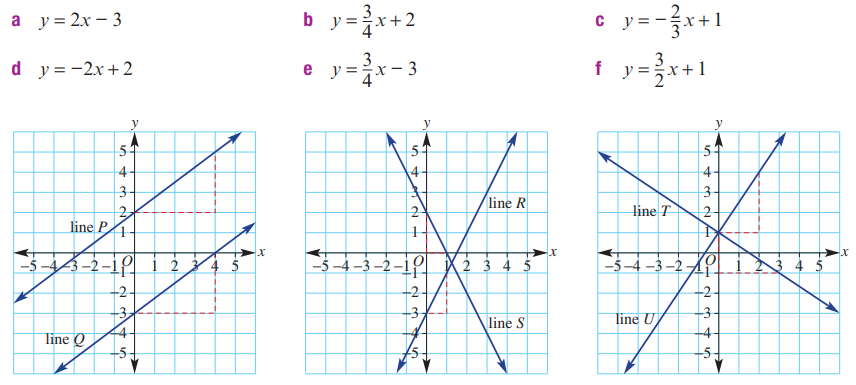 a y = 2x − 3
b y = 3/4 x + 2
c y = −2/3 x + 1
d y = −2x + 2
e y = 3/4 x − 3
f y = 3/2 x + 1
y
5
4
3
2
line P
1
−5 −4 −3 −2 −1 O 1 2 3 4 5 x
−1
−2
−3
line Q
−4
−5
y
5
4
3
line R
2
1
−5 −4 −3 −2 −1 O 1 2 3 4 5 x
−1
−2
−3
line S
−4
−5
y
5
4
3
line T
2
1
−5 −4 −3 −2 −1 O 1 2 3 4 5 x
−1
−2
line U
−3
−4
−5